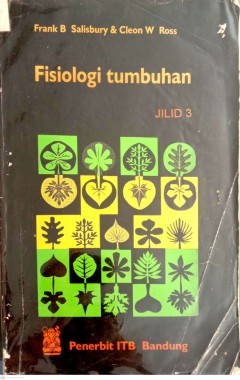 Frank B Salisbury & Cleon W Ross
Fisiologi tumbuhan
JILID 3
Penerbit ITB Bandung